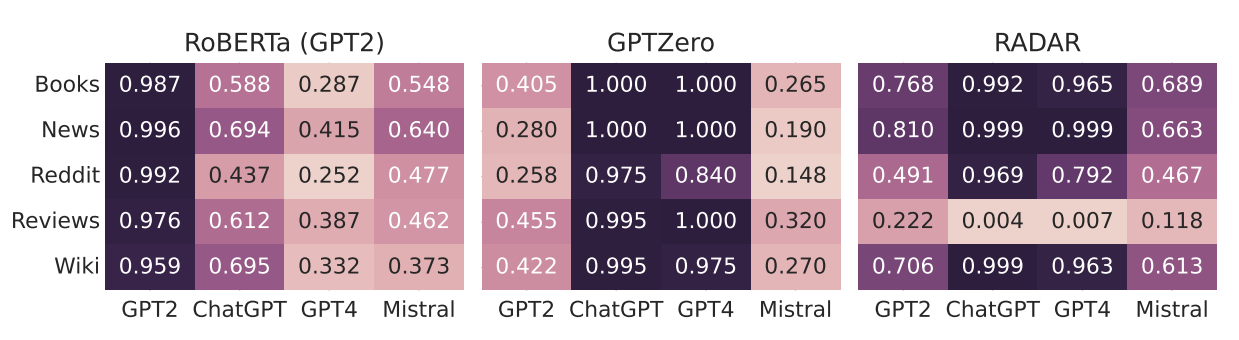 RoBERTa (GPT2) GPTZero RADAR
Books 0.987 0.588 0.287 0.548 0.405 1.000 1.000 0.265 0.768 0.992 0.965 0.689
News 0.996 0.694 0.415 0.640 0.280 1.000 1.000 0.190 0.810 0.999 0.999 0.663
Reddit 0.992 0.437 0.252 0.477 0.258 0.975 0.840 0.148 0.491 0.969 0.792 0.467
Reviews 0.976 0.612 0.387 0.462 0.455 0.995 1.000 0.320 0.222 0.004 0.007 0.118
Wiki 0.959 0.695 0.332 0.373 0.422 0.995 0.975 0.270 0.706 0.999 0.963 0.613
GPT2 ChatGPT GPT4 Mistral GPT2 ChatGPT GPT4 Mistral GPT2 ChatGPT GPT4 Mistral